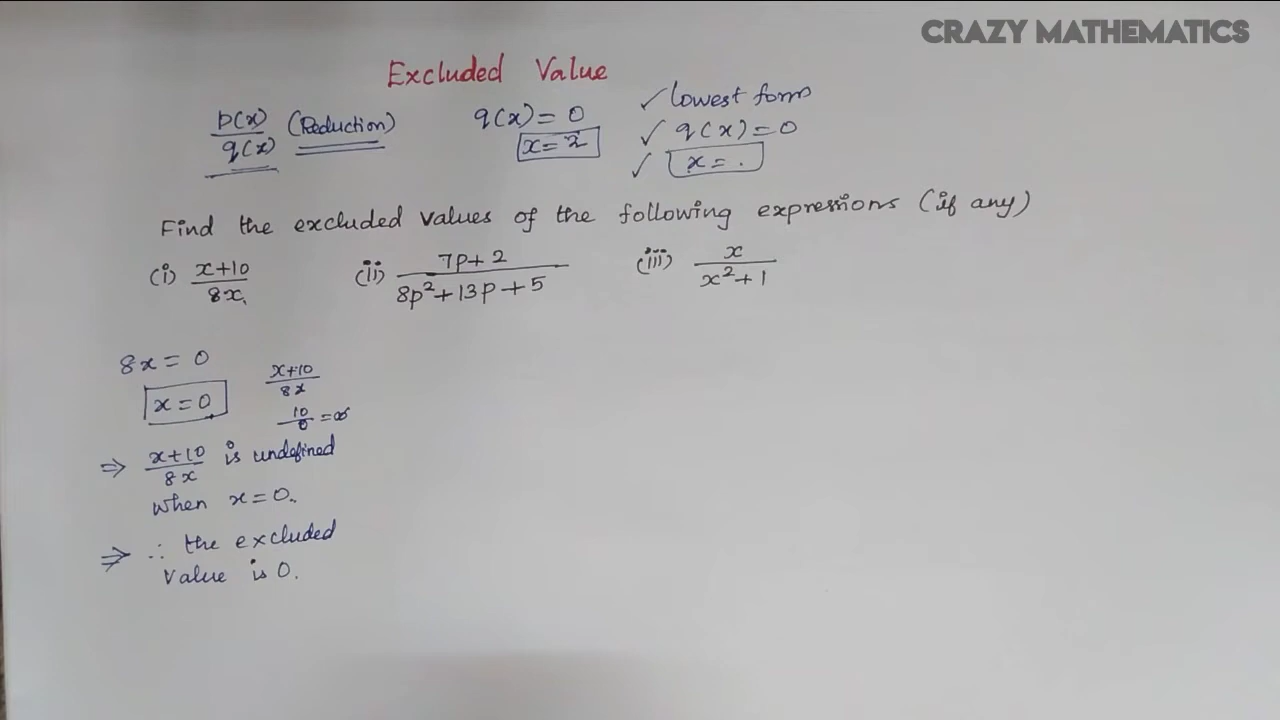 CRAZY MATHEMATICS
Excluded Value
p(x)/q(x) (Reduction)
q(x) = 0
x = 2
✓ lowest form
✓ q(x) = 0
✓ x = .
Find the excluded values of the following expressions (if any)
(i) x+10/8x
(ii) 7p+2/8p²+13p+5
(iii) x/x²+1
8x = 0
x = 0
x+10/8x
10/0 = ∞
⇒ x+10/8x is undefined
when x = 0.
⇒ ∴ the excluded
value is 0.